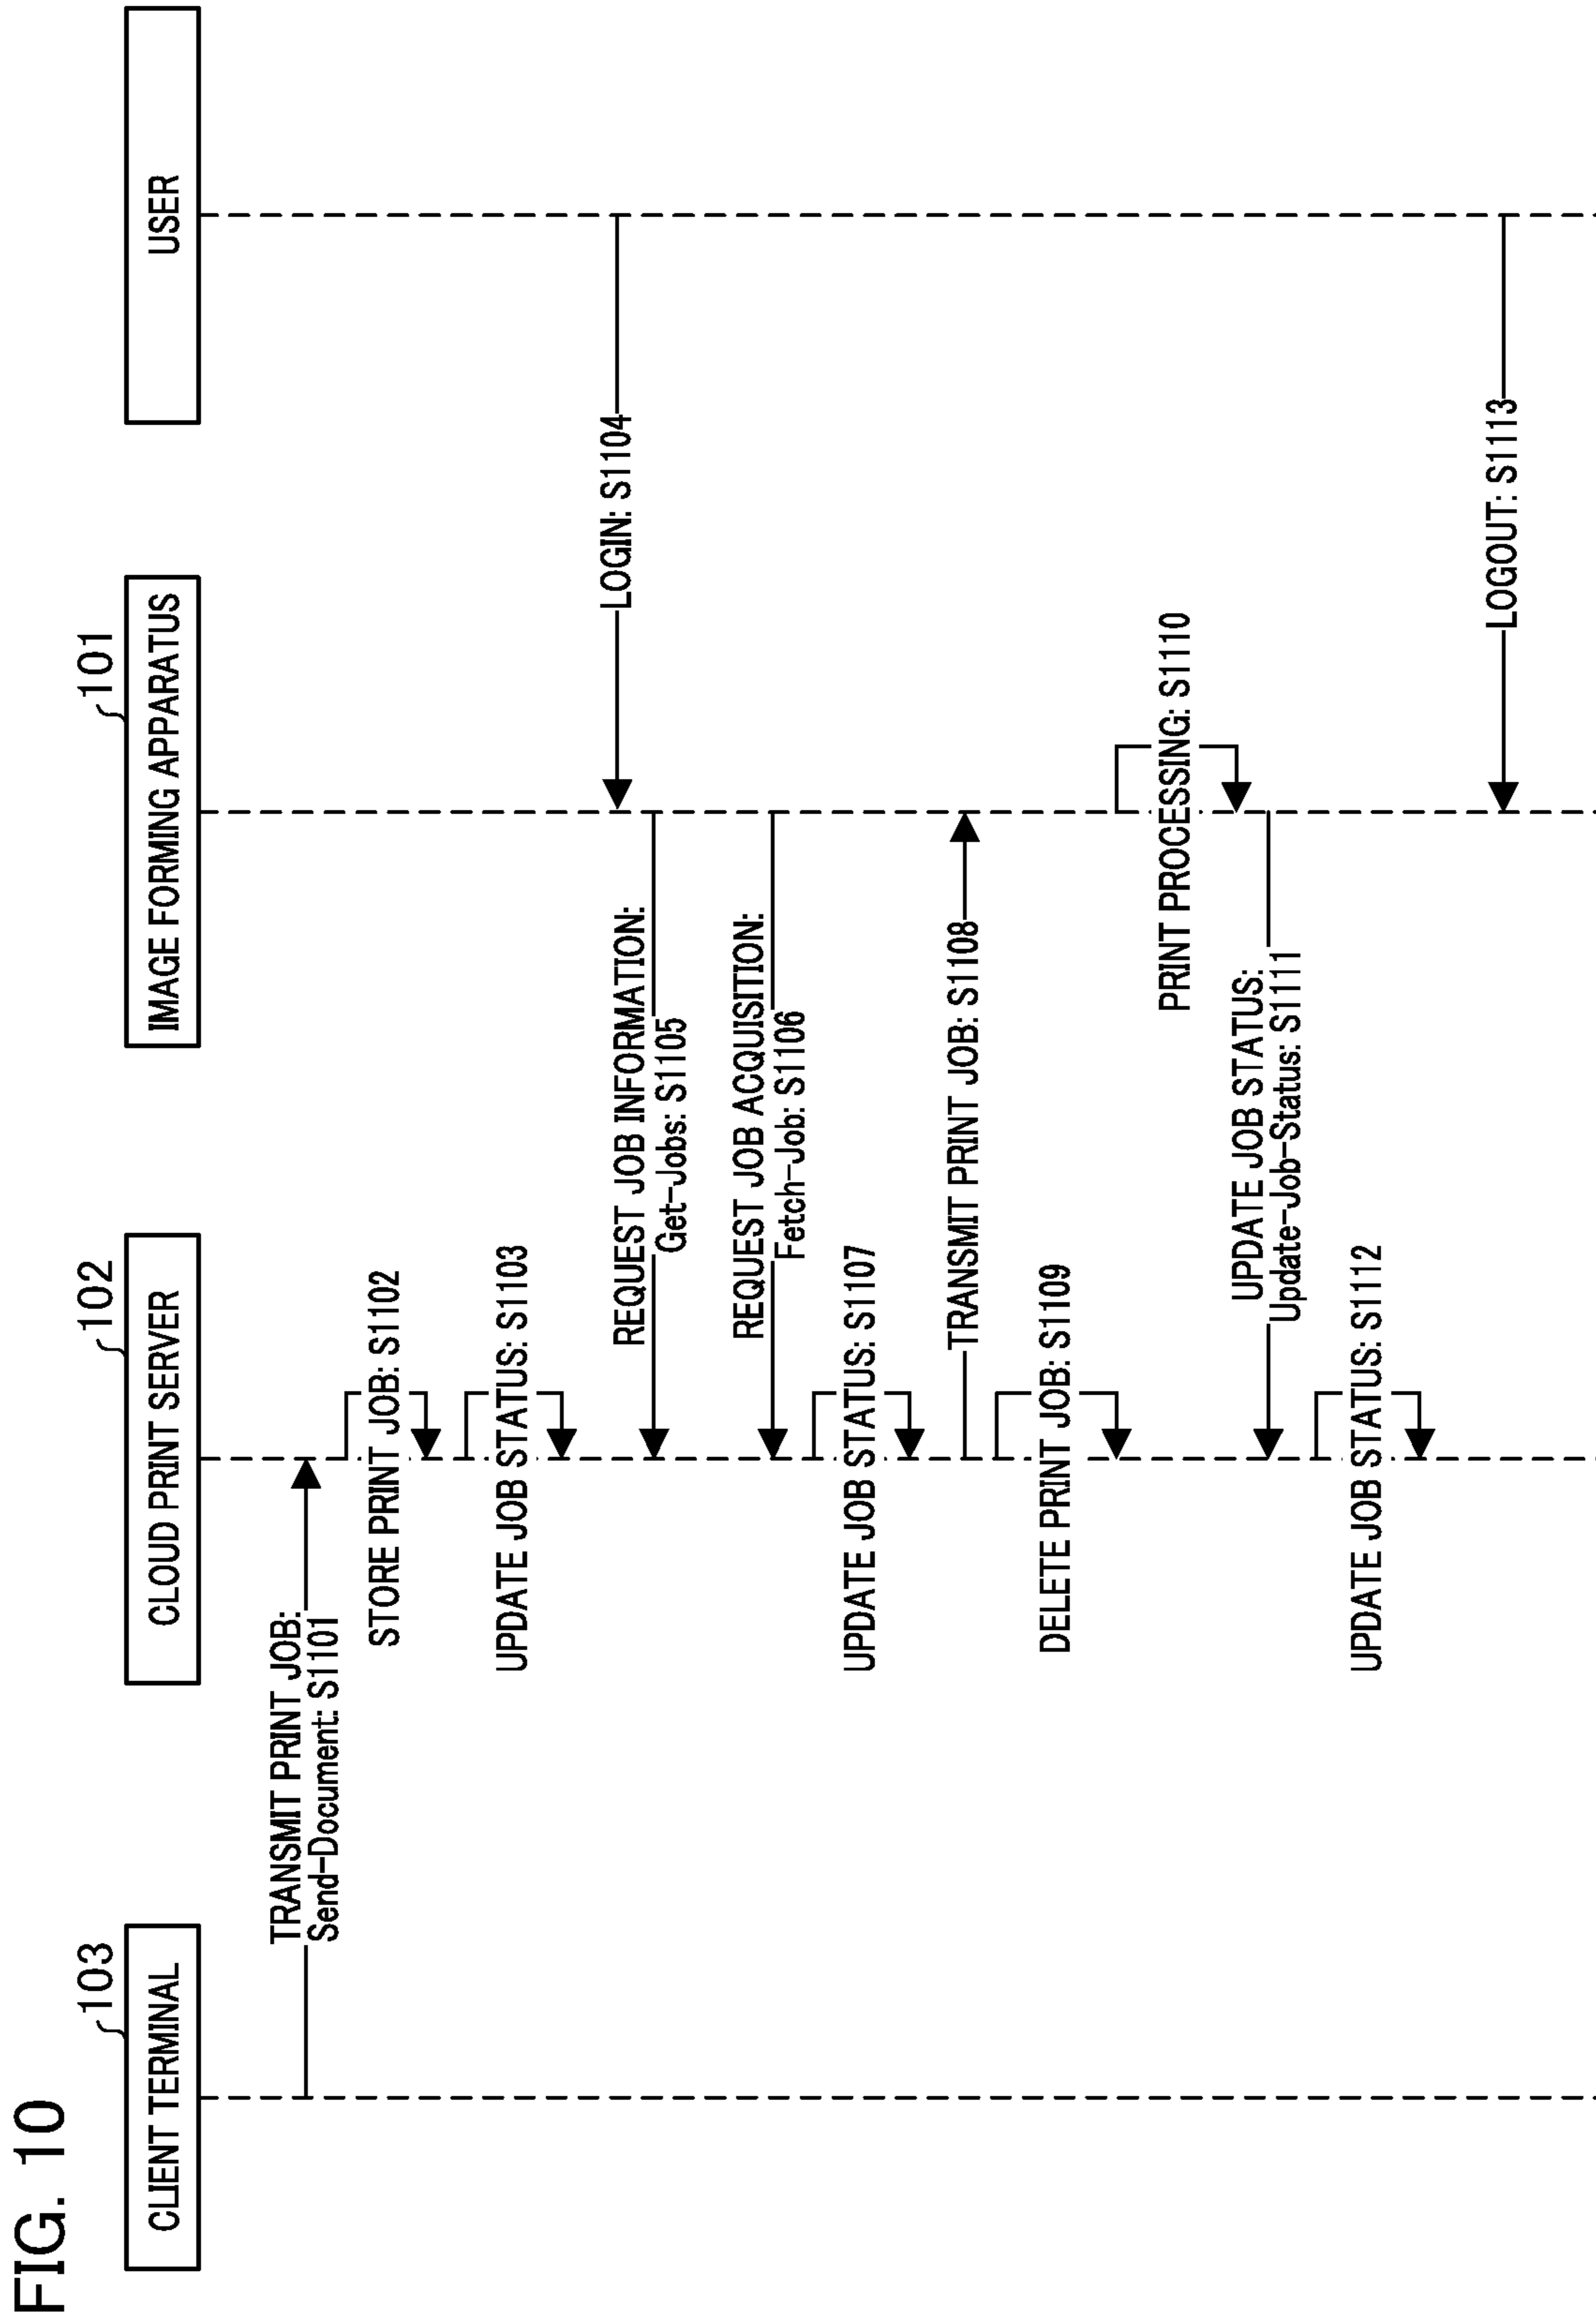 FIG. 10
103
CLIENT TERMINAL
102
CLOUD PRINT SERVER
101
IMAGE FORMING APPARATUS
USER
TRANSMIT PRINT JOB:
Send-Document: S1101
STORE PRINT JOB: S1102
UPDATE JOB STATUS: S1103
LOGIN: S1104
REQUEST JOB INFORMATION:
Get-Jobs: S1105
REQUEST JOB ACQUISITION:
Fetch-Job: S1106
UPDATE JOB STATUS: S1107
TRANSMIT PRINT JOB: S1108
DELETE PRINT JOB: S1109
PRINT PROCESSING: S1110
UPDATE JOB STATUS:
Update-Job-Status: S1111
UPDATE JOB STATUS: S1112
LOGOUT: S1113